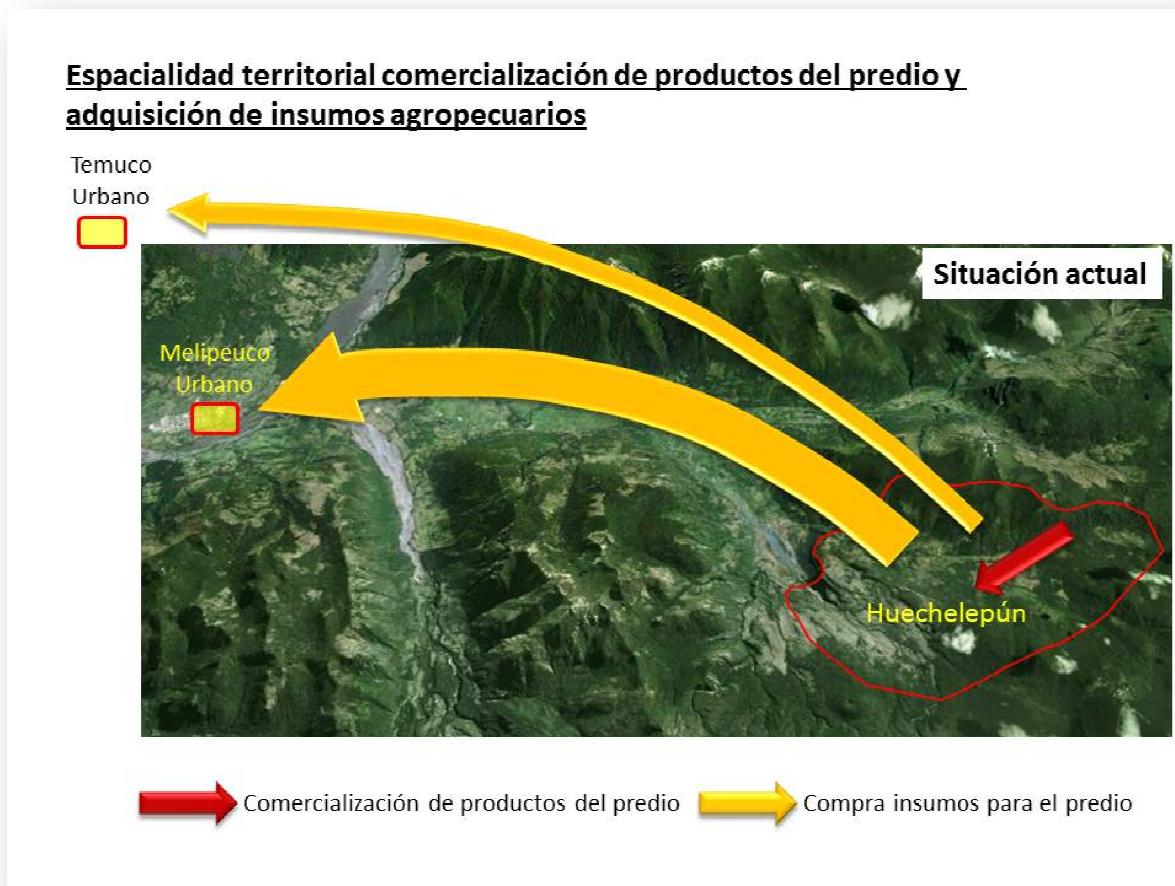 Espacialidad territorial comercialización de productos del predio y
adquisición de insumos agropecuarios
Temuco
Urbano
Situación actual
Melipeuco
Urbano
Huechelepún
Comercialización de productos del predio
Compra insumos para el predio